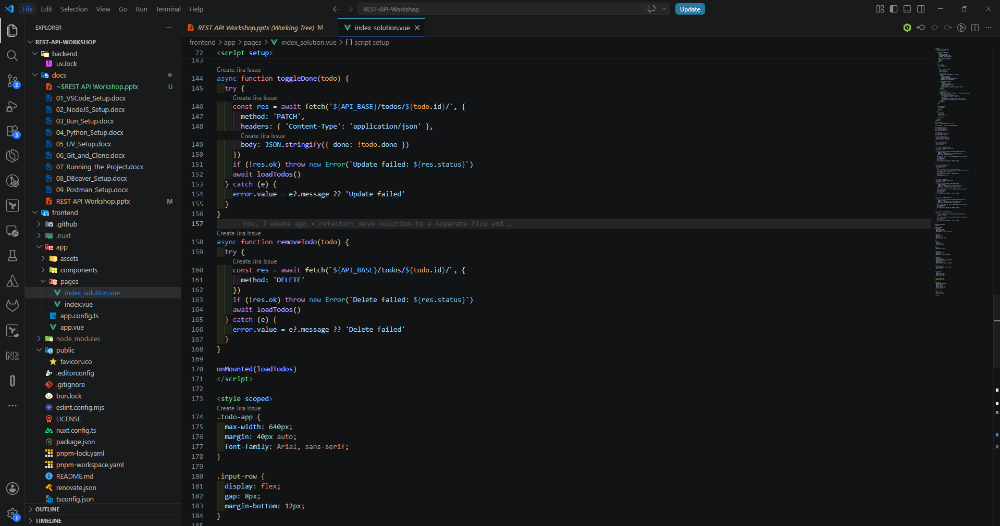 File Edit Selection View Go Run Terminal Help
REST-API-Workshop
Update
EXPLORER
REST-API-WORKSHOP
backend
uv.lock
docs
~$REST API Workshop.pptx U
01_VSCode_Setup.docx
02_NodeJS_Setup.docx
03_Bun_Setup.docx
04_Python_Setup.docx
05_UV_Setup.docx
06_Git_and_Clone.docx
07_Running_the_Project.docx
08_DBeaver_Setup.docx
09_Postman_Setup.docx
REST API Workshop.pptx M
frontend
.github
.nuxt
app
assets
components
pages
index_solution.vue
index.vue
app.config.ts
app.vue
node_modules
public
favicon.ico
.editorconfig
.gitignore
bun.lock
eslint.config.mjs
LICENSE
nuxt.config.ts
package.json
pnpm-lock.yaml
pnpm-workspace.yaml
README.md
renovate.json
tsconfig.json
OUTLINE
TIMELINE
2
3
1
REST API Workshop.pptx (Working Tree) M
index_solution.vue
frontend > app > pages > index_solution.vue > {} script setup
72 <script setup>
143
Create Jira Issue
144 async function toggleDone(todo) {
145 try {
Create Jira Issue
146 const res = await fetch(`${API_BASE}/todos/${todo.id}/`, {
147 method: 'PATCH',
148 headers: { 'Content-Type': 'application/json' },
Create Jira Issue
149 body: JSON.stringify({ done: !todo.done })
150 })
151 if (!res.ok) throw new Error(`Update failed: ${res.status}`)
152 await loadTodos()
153 } catch (e) {
154 error.value = e?.message ?? 'Update failed'
155 }
156 }
157 You, 2 weeks ago • refactor: move solution to a separate file and …
Create Jira Issue
158 async function removeTodo(todo) {
159 try {
Create Jira Issue
160 const res = await fetch(`${API_BASE}/todos/${todo.id}/`, {
161 method: 'DELETE'
162 })
163 if (!res.ok) throw new Error(`Delete failed: ${res.status}`)
164 await loadTodos()
165 } catch (e) {
166 error.value = e?.message ?? 'Delete failed'
167 }
168 }
169
170 onMounted(loadTodos)
171 </script>
172
173 <style scoped>
Create Jira Issue
174 .todo-app {
175 max-width: 640px;
176 margin: 40px auto;
177 font-family: Arial, sans-serif;
178 }
179
180 .input-row {
181 display: flex;
182 gap: 8px;
183 margin-bottom: 12px;
184 }
185